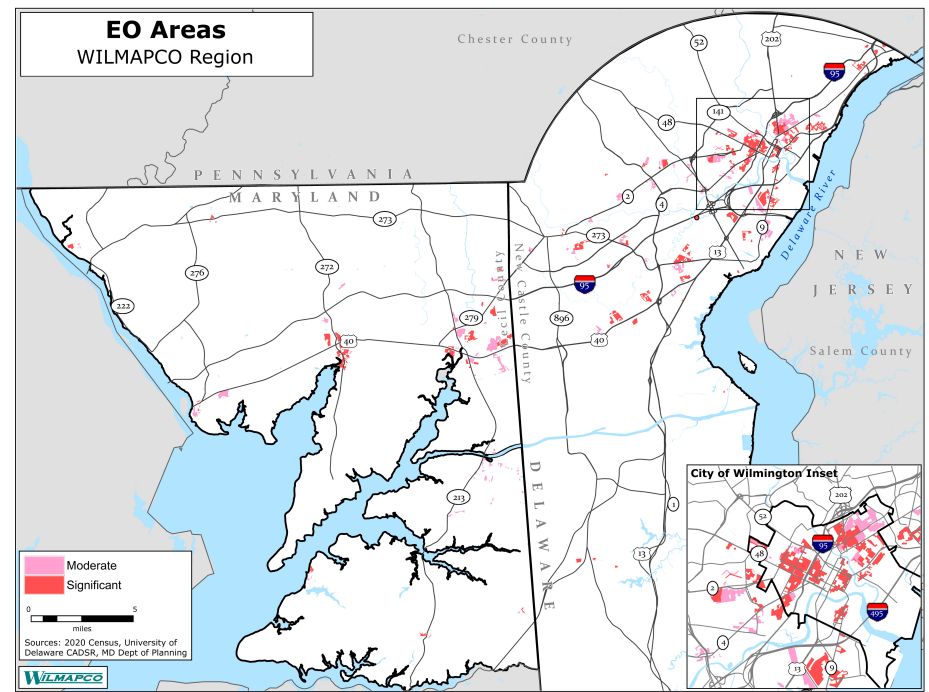 EO Areas
WILMAPCO Region
Chester County
52
202
95
141
48
PENNSYLVANIA
MARYLAND
2
4
273
273
9
13
Delaware River
NEW
JERSEY
276
272
222
95
Cecil County
New Castle County
279
896
40
40
Salem County
DELAWARE
213
1
13
City of Wilmington Inset
202
52
95
48
2
495
4
13
9
Moderate
Significant
0
5
miles
Sources: 2020 Census, University of
Delaware CADSR, MD Dept of Planning
WILMAPCO